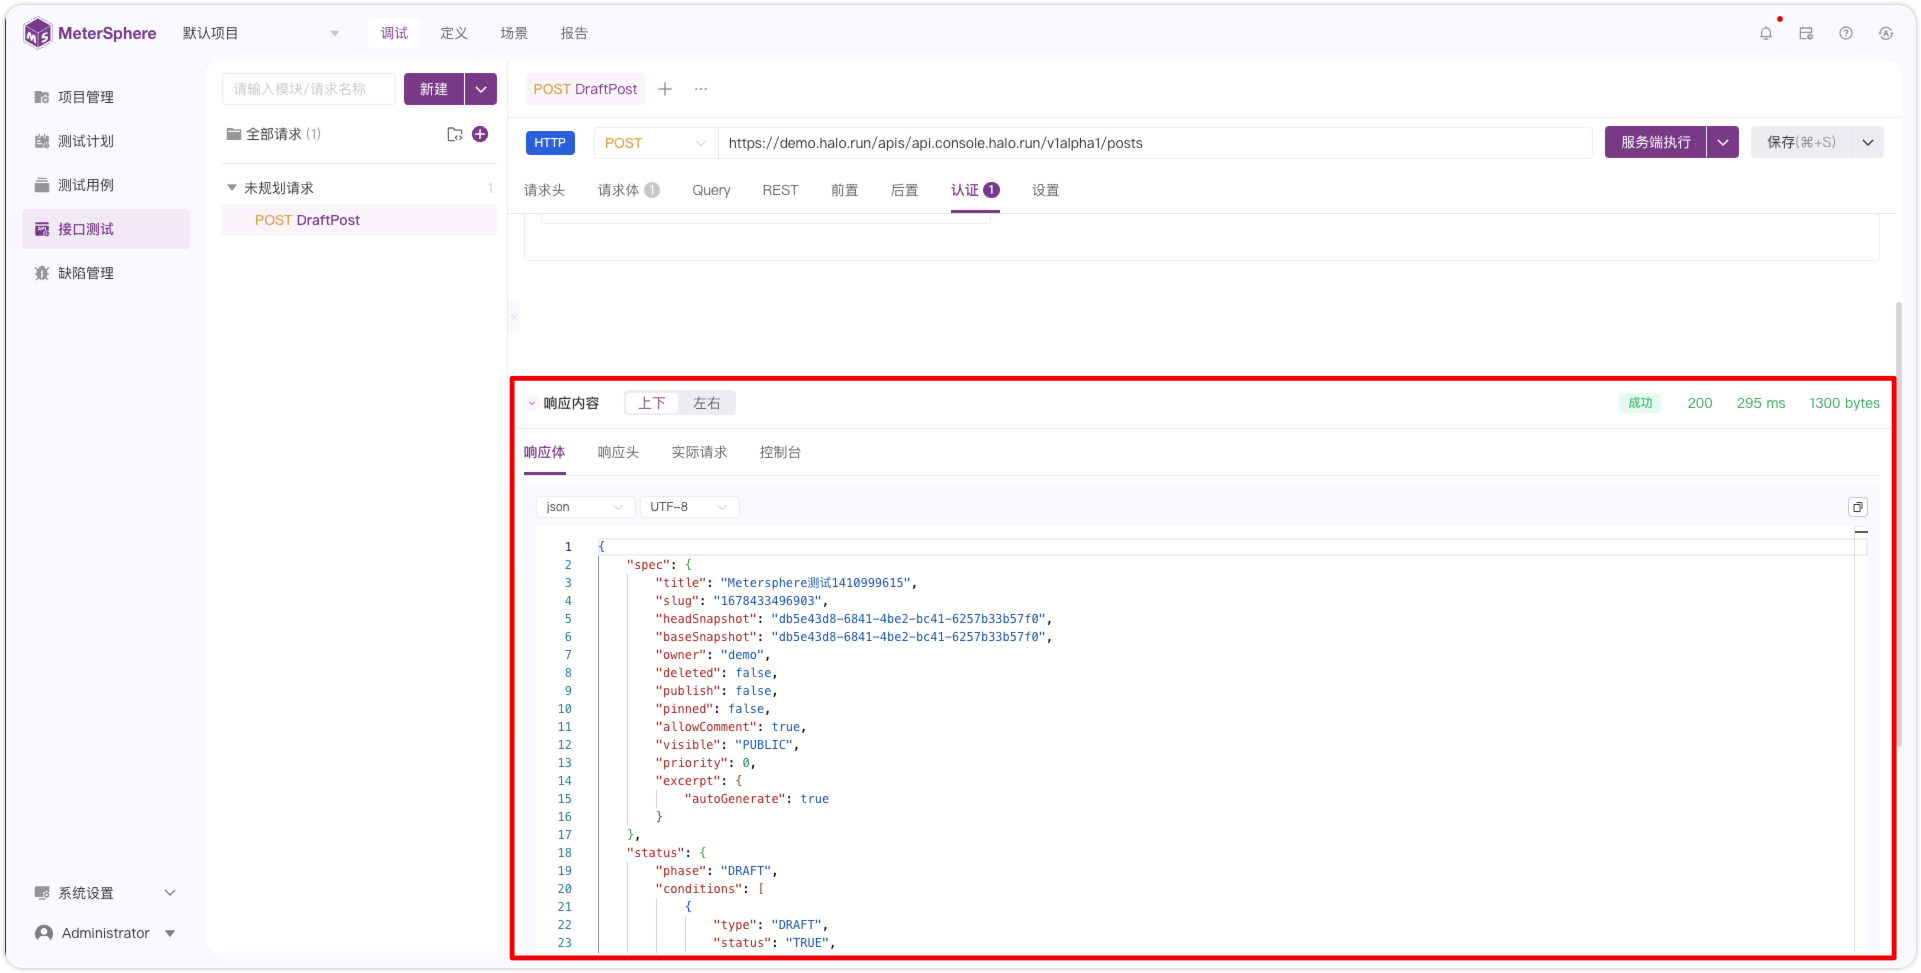 MeterSphere 默认项目 调试 定义 场景 报告
项目管理
测试计划
测试用例
接口测试
缺陷管理
系统设置
Administrator
请输入模块/请求名称 新建
全部请求 (1)
未规划请求 1
POST DraftPost
POST DraftPost + ···
HTTP POST https://demo.halo.run/apis/api.console.halo.run/v1alpha1/posts 服务端执行 保存(⌘+S)
请求头 请求体 1 Query REST 前置 后置 认证 1 设置
响应内容 上下 左右 成功 200 295 ms 1300 bytes
响应体 响应头 实际请求 控制台
json UTF-8
1 {
2 "spec": {
3 "title": "Metersphere测试1410999615",
4 "slug": "1678433496903",
5 "headSnapshot": "db5e43d8-6841-4be2-bc41-6257b33b57f0",
6 "baseSnapshot": "db5e43d8-6841-4be2-bc41-6257b33b57f0",
7 "owner": "demo",
8 "deleted": false,
9 "publish": false,
10 "pinned": false,
11 "allowComment": true,
12 "visible": "PUBLIC",
13 "priority": 0,
14 "excerpt": {
15 "autoGenerate": true
16 }
17 },
18 "status": {
19 "phase": "DRAFT",
20 "conditions": [
21 {
22 "type": "DRAFT",
23 "status": "TRUE",